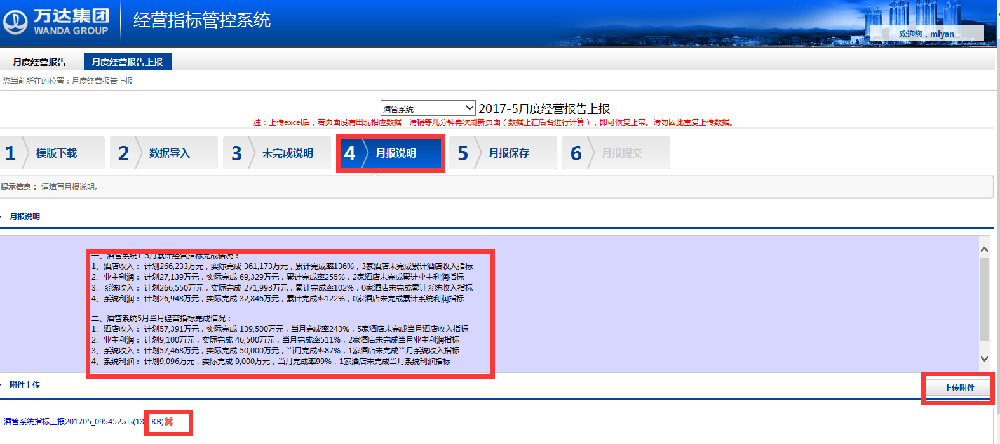 万达集团
WANDA GROUP
经营指标管控系统
欢迎您，miyan
月度经营报告 月度经营报告上报
您当前所在的位置：月度经营报告上报
酒管系统 2017-5月度经营报告上报
注：上传excel后，若页面没有出现相应数据，请稍等几分钟再次刷新页面（数据正在后台进行计算），即可恢复正常。请勿因此重复上传数据。
1 模版下载 2 数据导入 3 未完成说明 4 月报说明 5 月报保存 6 月报提交
提示信息： 请填写月报说明。
月报说明
一、酒管系统1-5月累计经营指标完成情况：
1、酒店收入： 计划266,233万元，实际完成 361,173万元，累计完成率136%，3家酒店未完成累计酒店收入指标
2、业主利润： 计划27,139万元，实际完成 69,329万元，累计完成率255%，2家酒店未完成累计业主利润指标
3、系统收入： 计划266,550万元，实际完成 271,993万元，累计完成率102%，0家酒店未完成累计系统收入指标
4、系统利润： 计划26,948万元，实际完成 32,846万元，累计完成率122%，0家酒店未完成累计系统利润指标
二、酒管系统5月当月经营指标完成情况：
1、酒店收入： 计划57,391万元，实际完成 139,500万元，当月完成率243%，5家酒店未完成当月酒店收入指标
2、业主利润： 计划9,100万元，实际完成 46,500万元，当月完成率511%，2家酒店未完成当月业主利润指标
3、系统收入： 计划57,468万元，实际完成 50,000万元，当月完成率87%，1家酒店未完成当月系统收入指标
4、系统利润： 计划9,096万元，实际完成 9,000万元，当月完成率99%，1家酒店未完成当月系统利润指标
附件上传
上传附件
酒管系统指标上报201705_095452.xls(13 KB)